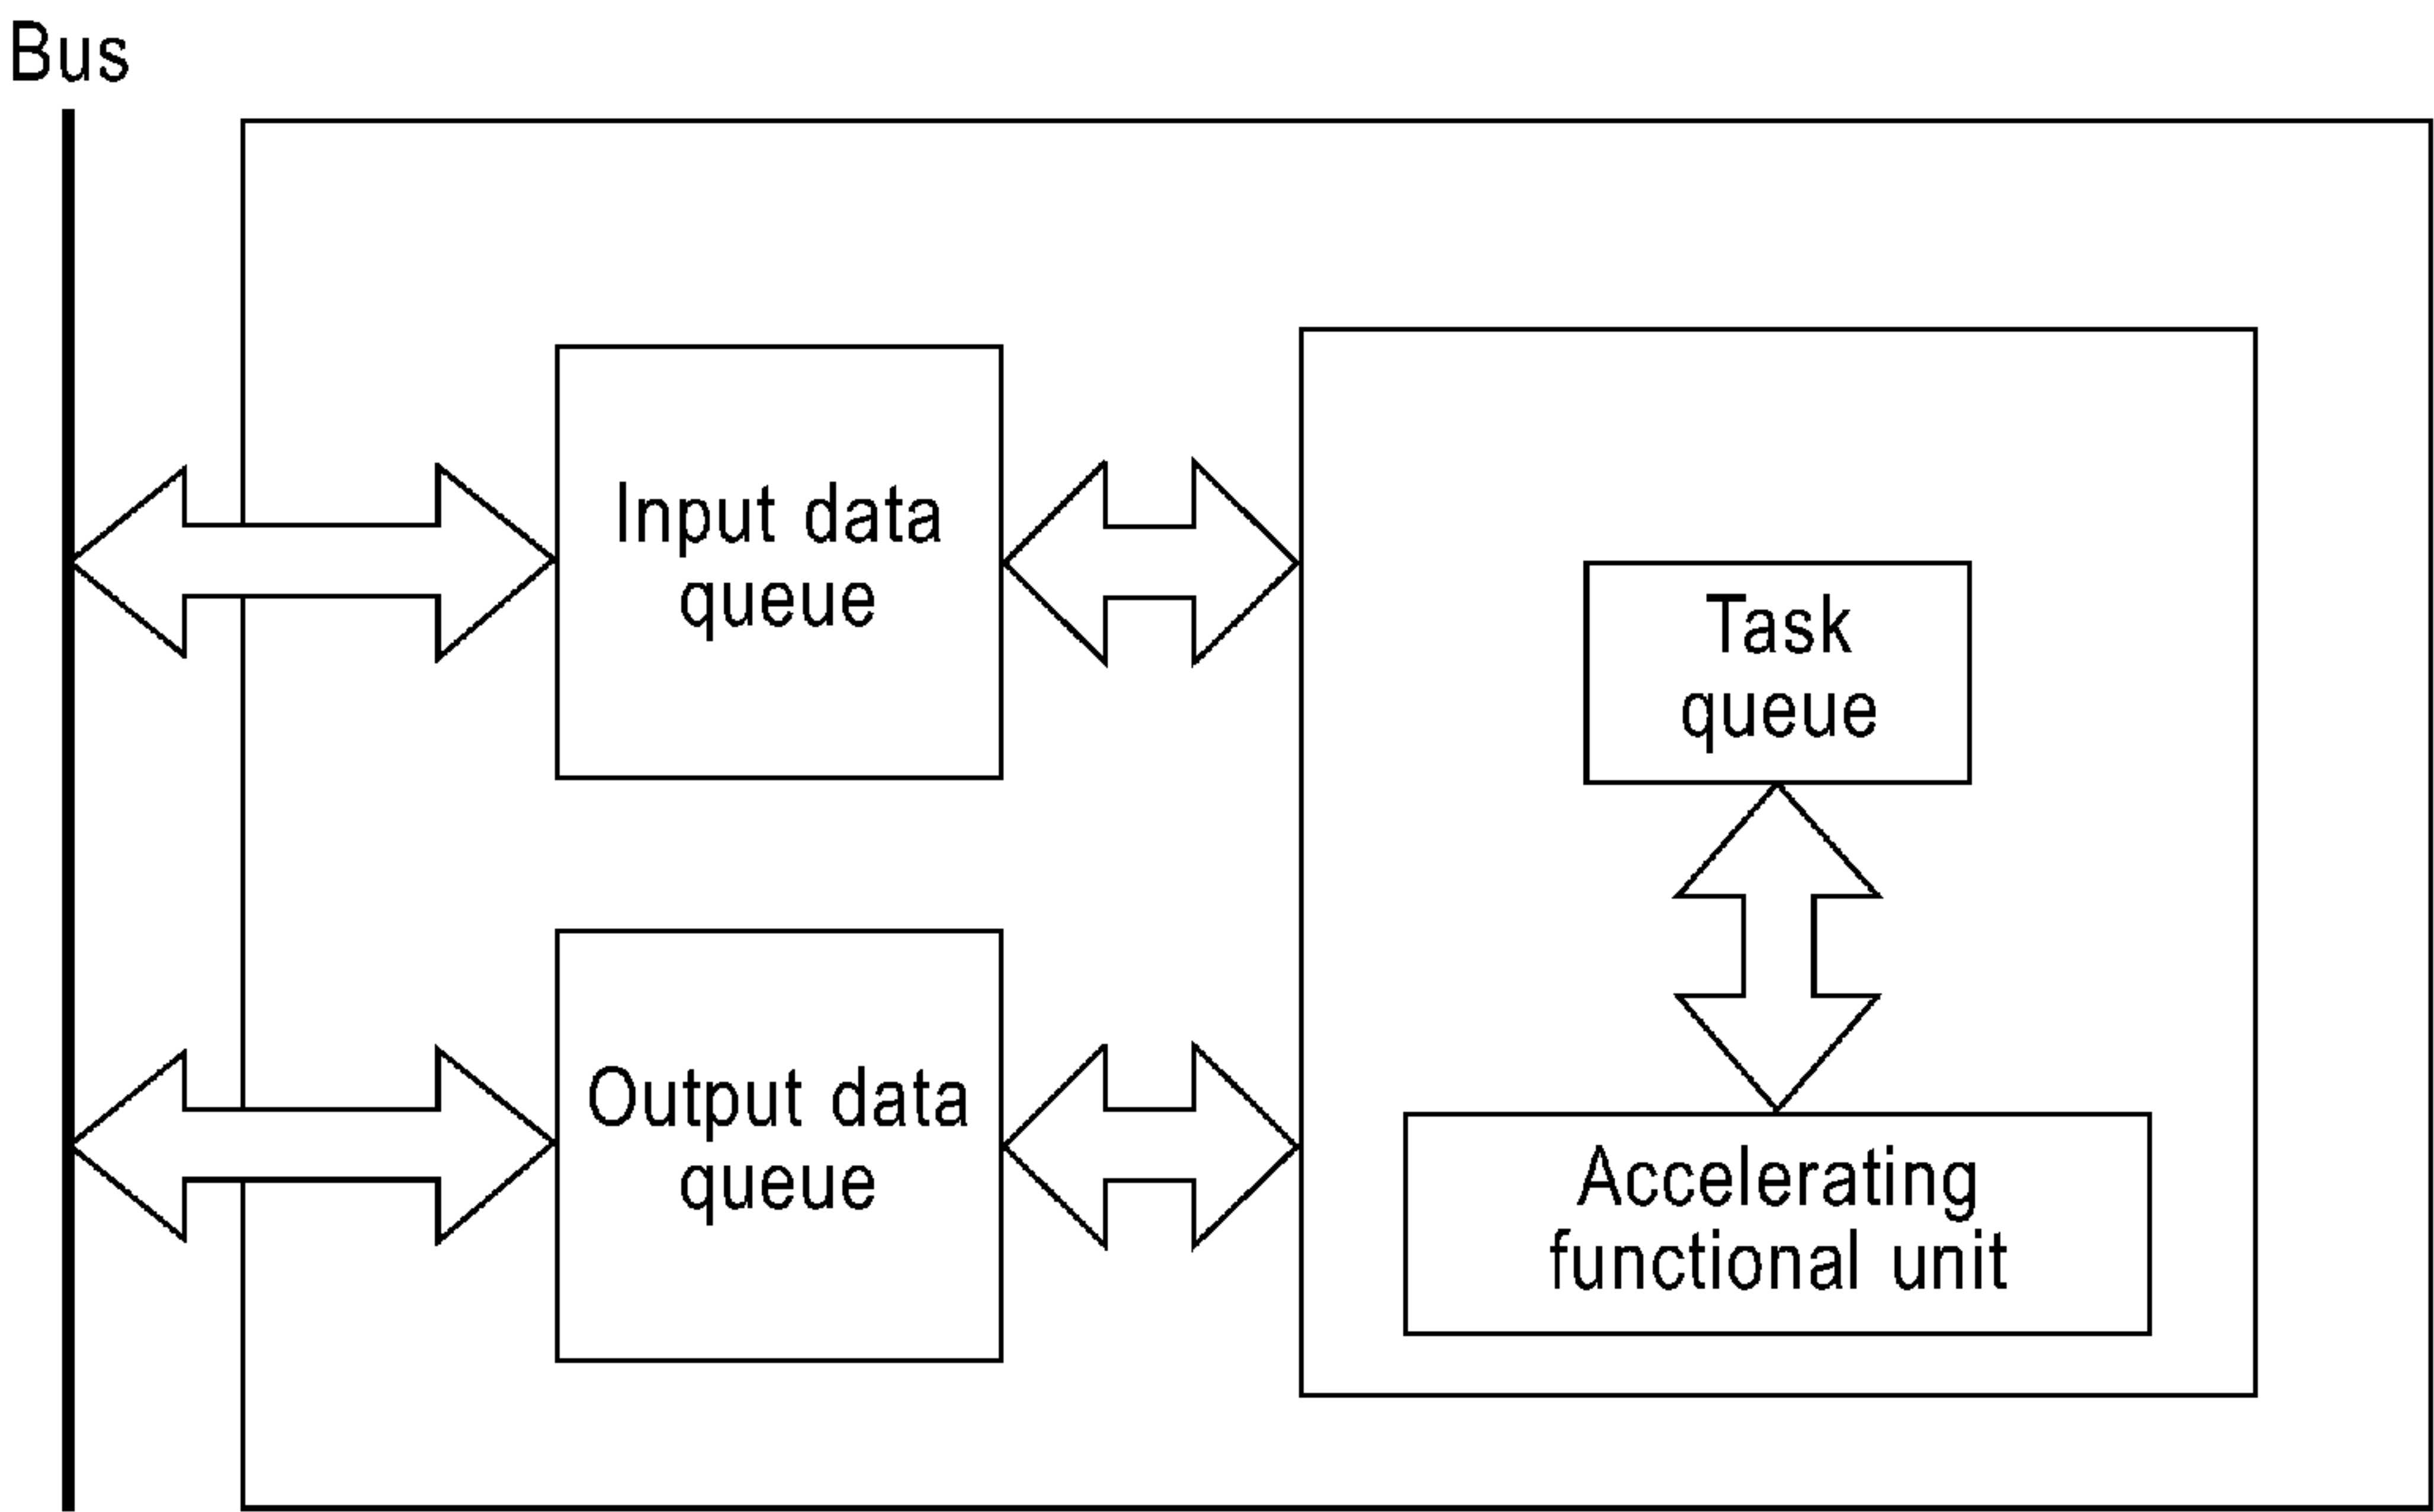 Bus
Input data
queue
Task
queue
Output data
queue
Accelerating
functional unit